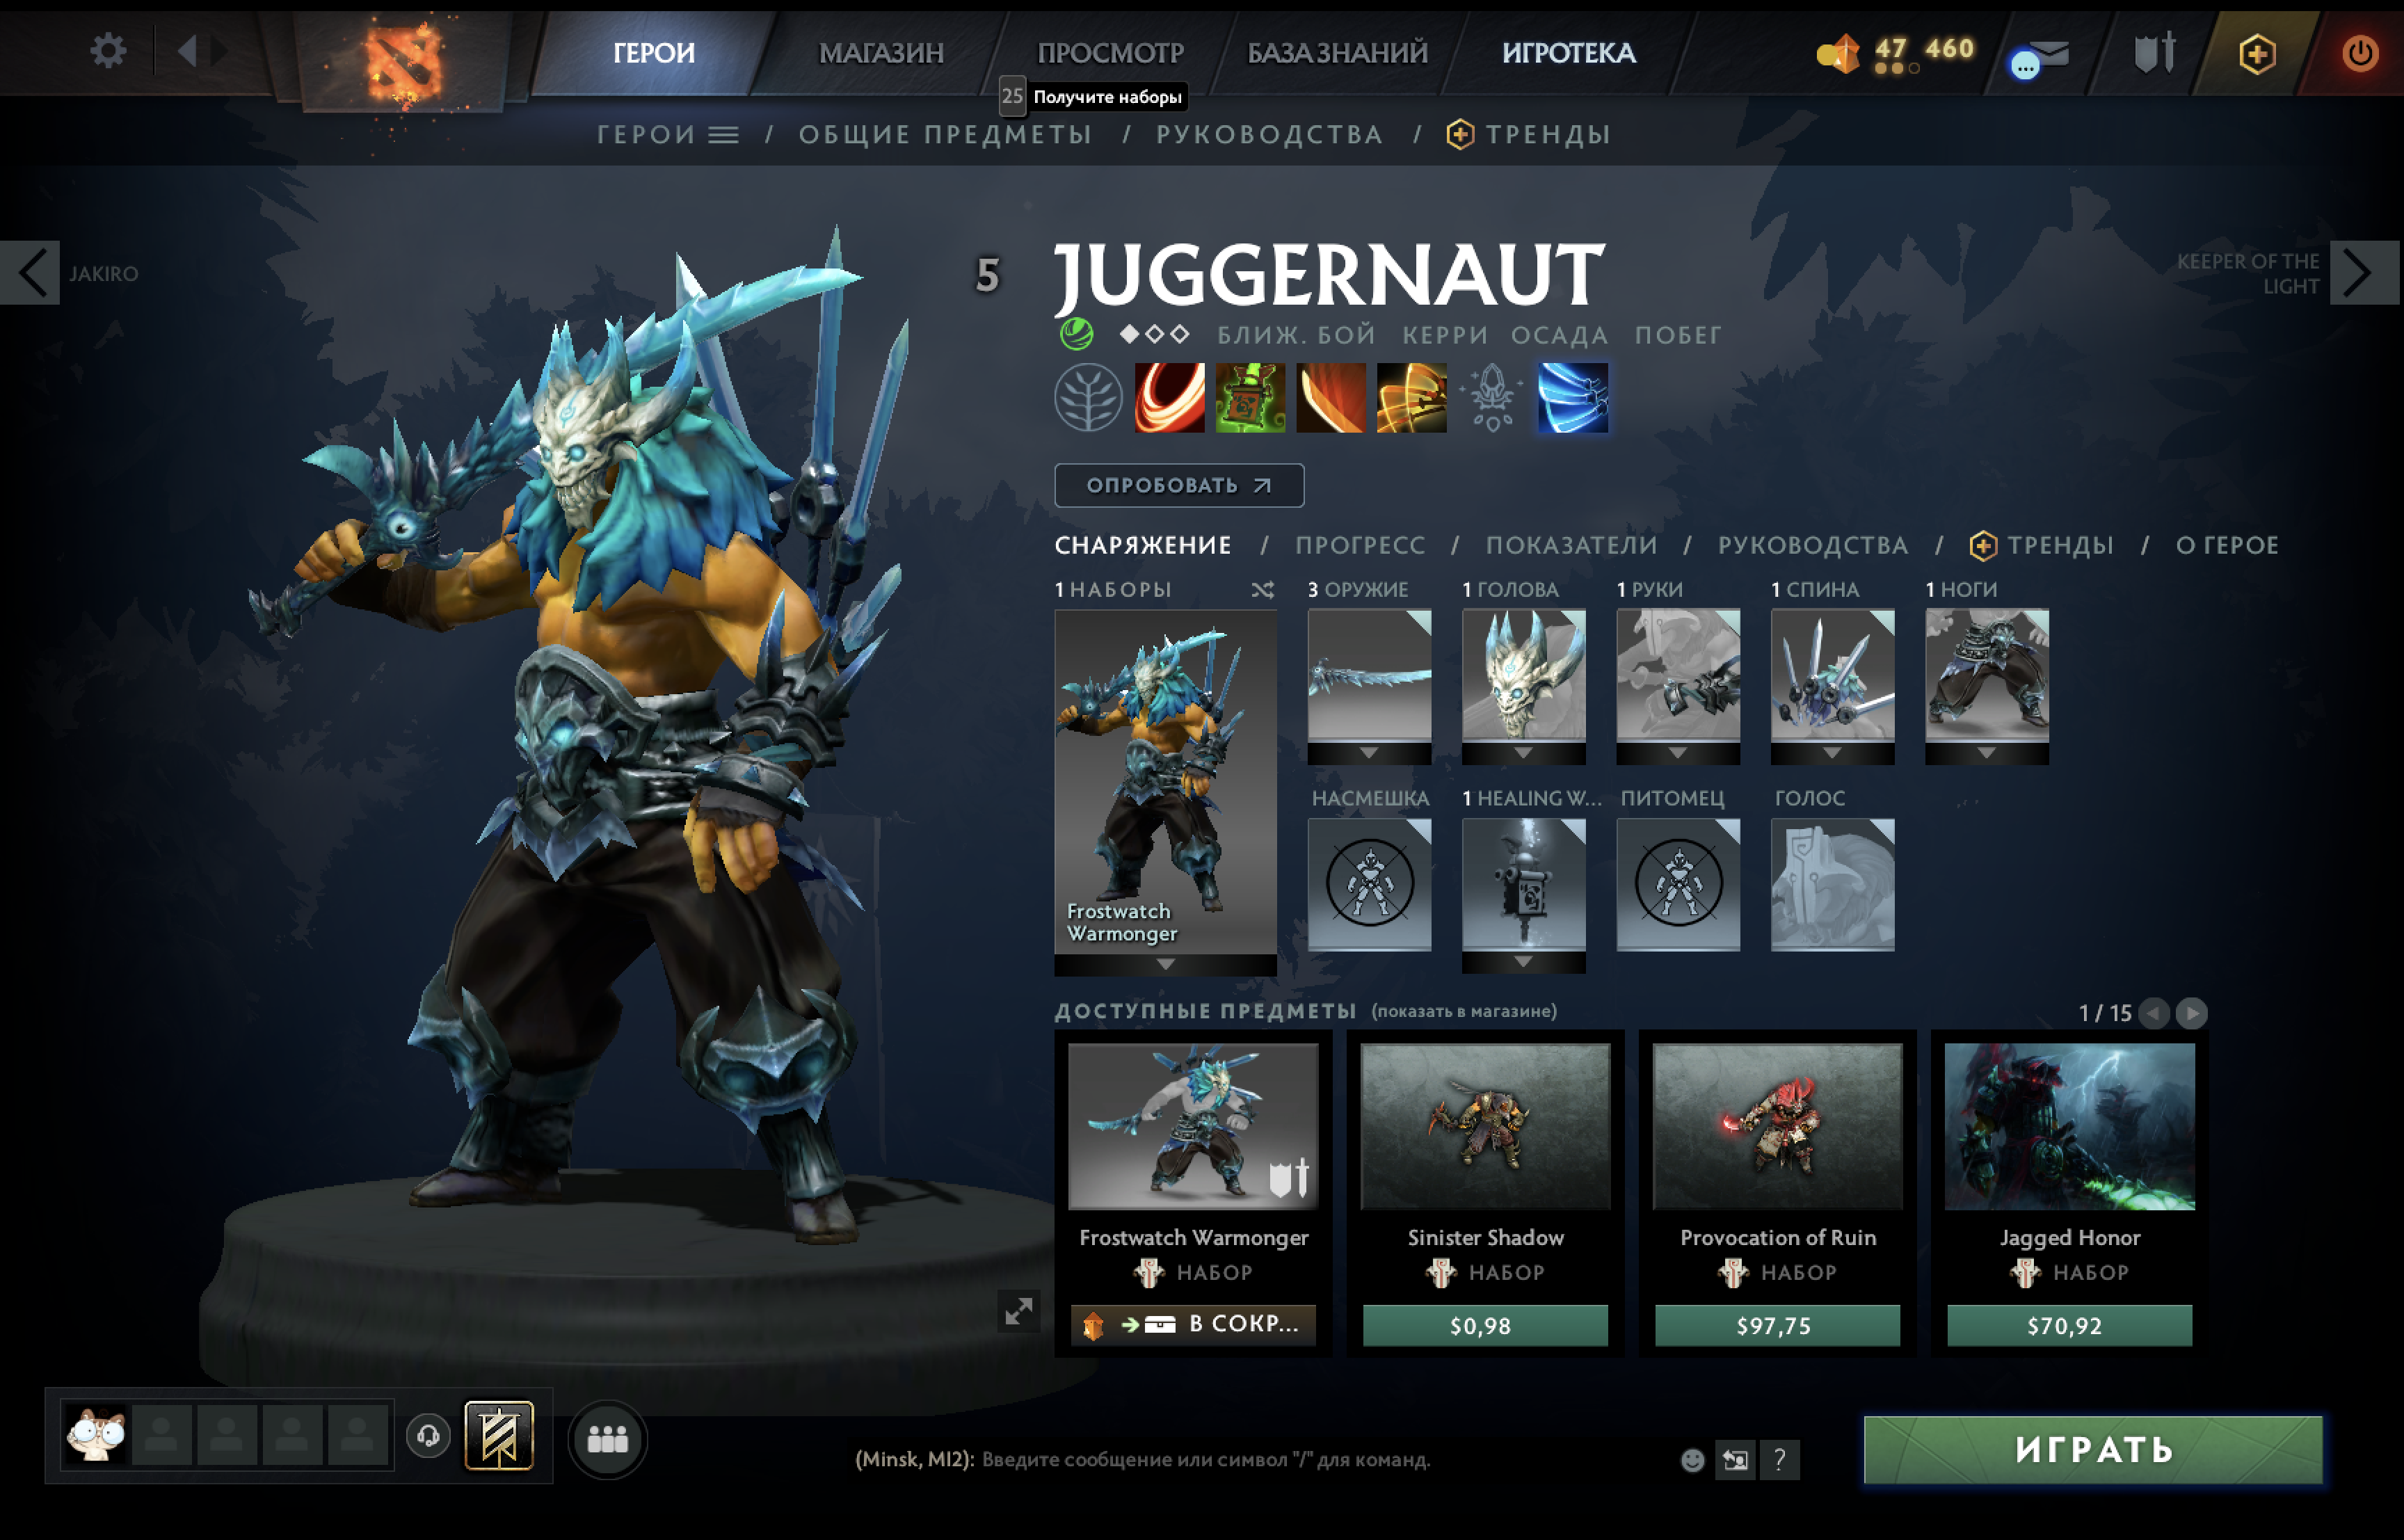 ГЕРОИ
МАГАЗИН
ПРОСМОТР
БАЗА ЗНАНИЙ
ИГРОТЕКА
47 460
25 Получите наборы
ГЕРОИ / ОБЩИЕ ПРЕДМЕТЫ / РУКОВОДСТВА / ТРЕНДЫ
JAKIRO
5 JUGGERNAUT
KEEPER OF THE
LIGHT
БЛИЖ. БОЙ КЕРРИ ОСАДА ПОБЕГ
ОПРОБОВАТЬ
СНАРЯЖЕНИЕ / ПРОГРЕСС / ПОКАЗАТЕЛИ / РУКОВОДСТВА / ТРЕНДЫ / О ГЕРОЕ
1 НАБОРЫ
3 ОРУЖИЕ
1 ГОЛОВА
1 РУКИ
1 СПИНА
1 НОГИ
НАСМЕШКА
1 HEALING W...
ПИТОМЕЦ
ГОЛОС
Frostwatch
Warmonger
ДОСТУПНЫЕ ПРЕДМЕТЫ (показать в магазине)
1 / 15
Frostwatch Warmonger
НАБОР
В СОКР...
Sinister Shadow
НАБОР
$0,98
Provocation of Ruin
НАБОР
$97,75
Jagged Honor
НАБОР
$70,92
(Minsk, MI2): Введите сообщение или символ "/" для команд.
?
ИГРАТЬ